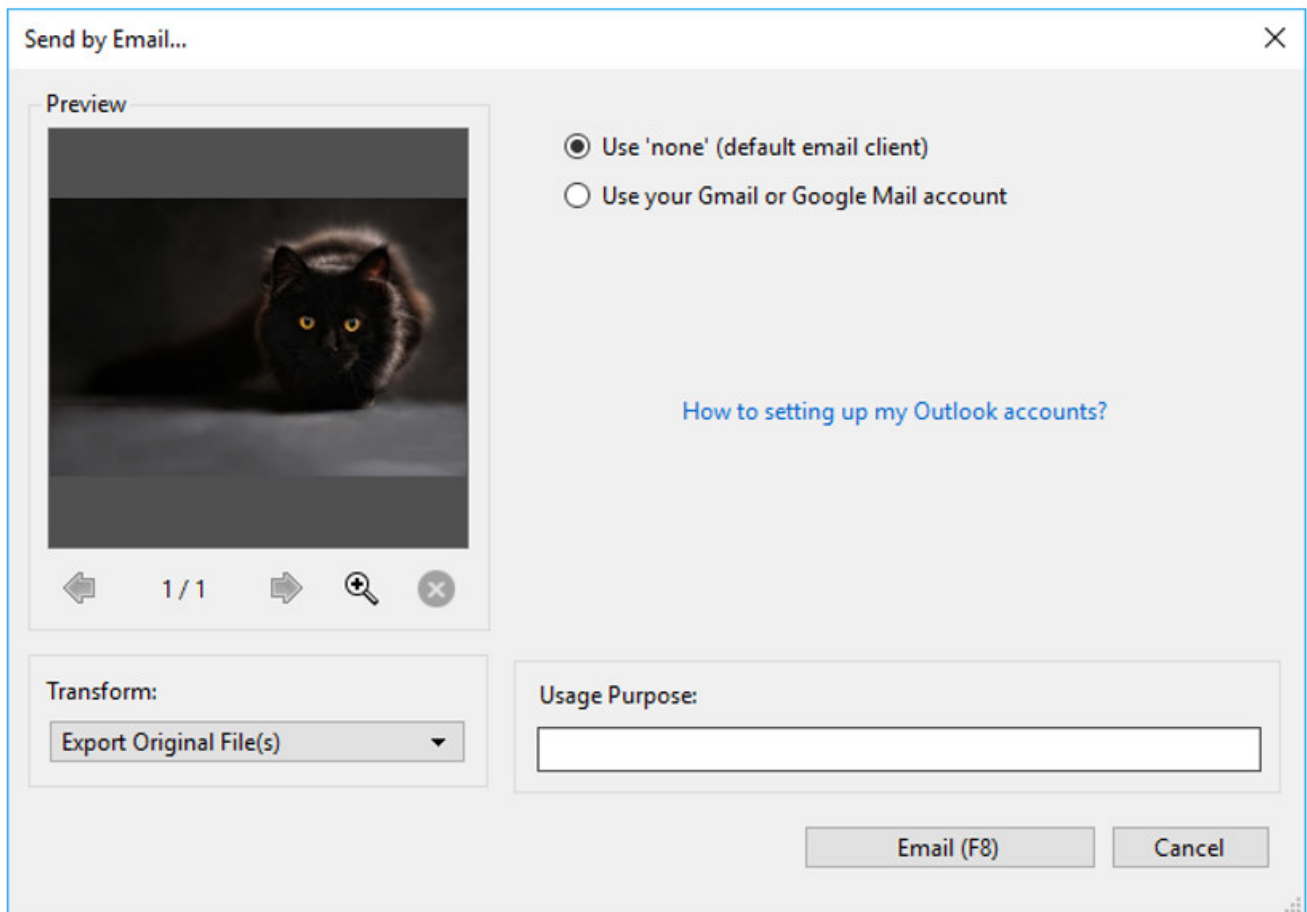 Send by Email...
Preview
Use 'none' (default email client)
Use your Gmail or Google Mail account
How to setting up my Outlook accounts?
1 / 1
Transform:
Export Original File(s)
Usage Purpose:
Email (F8)
Cancel